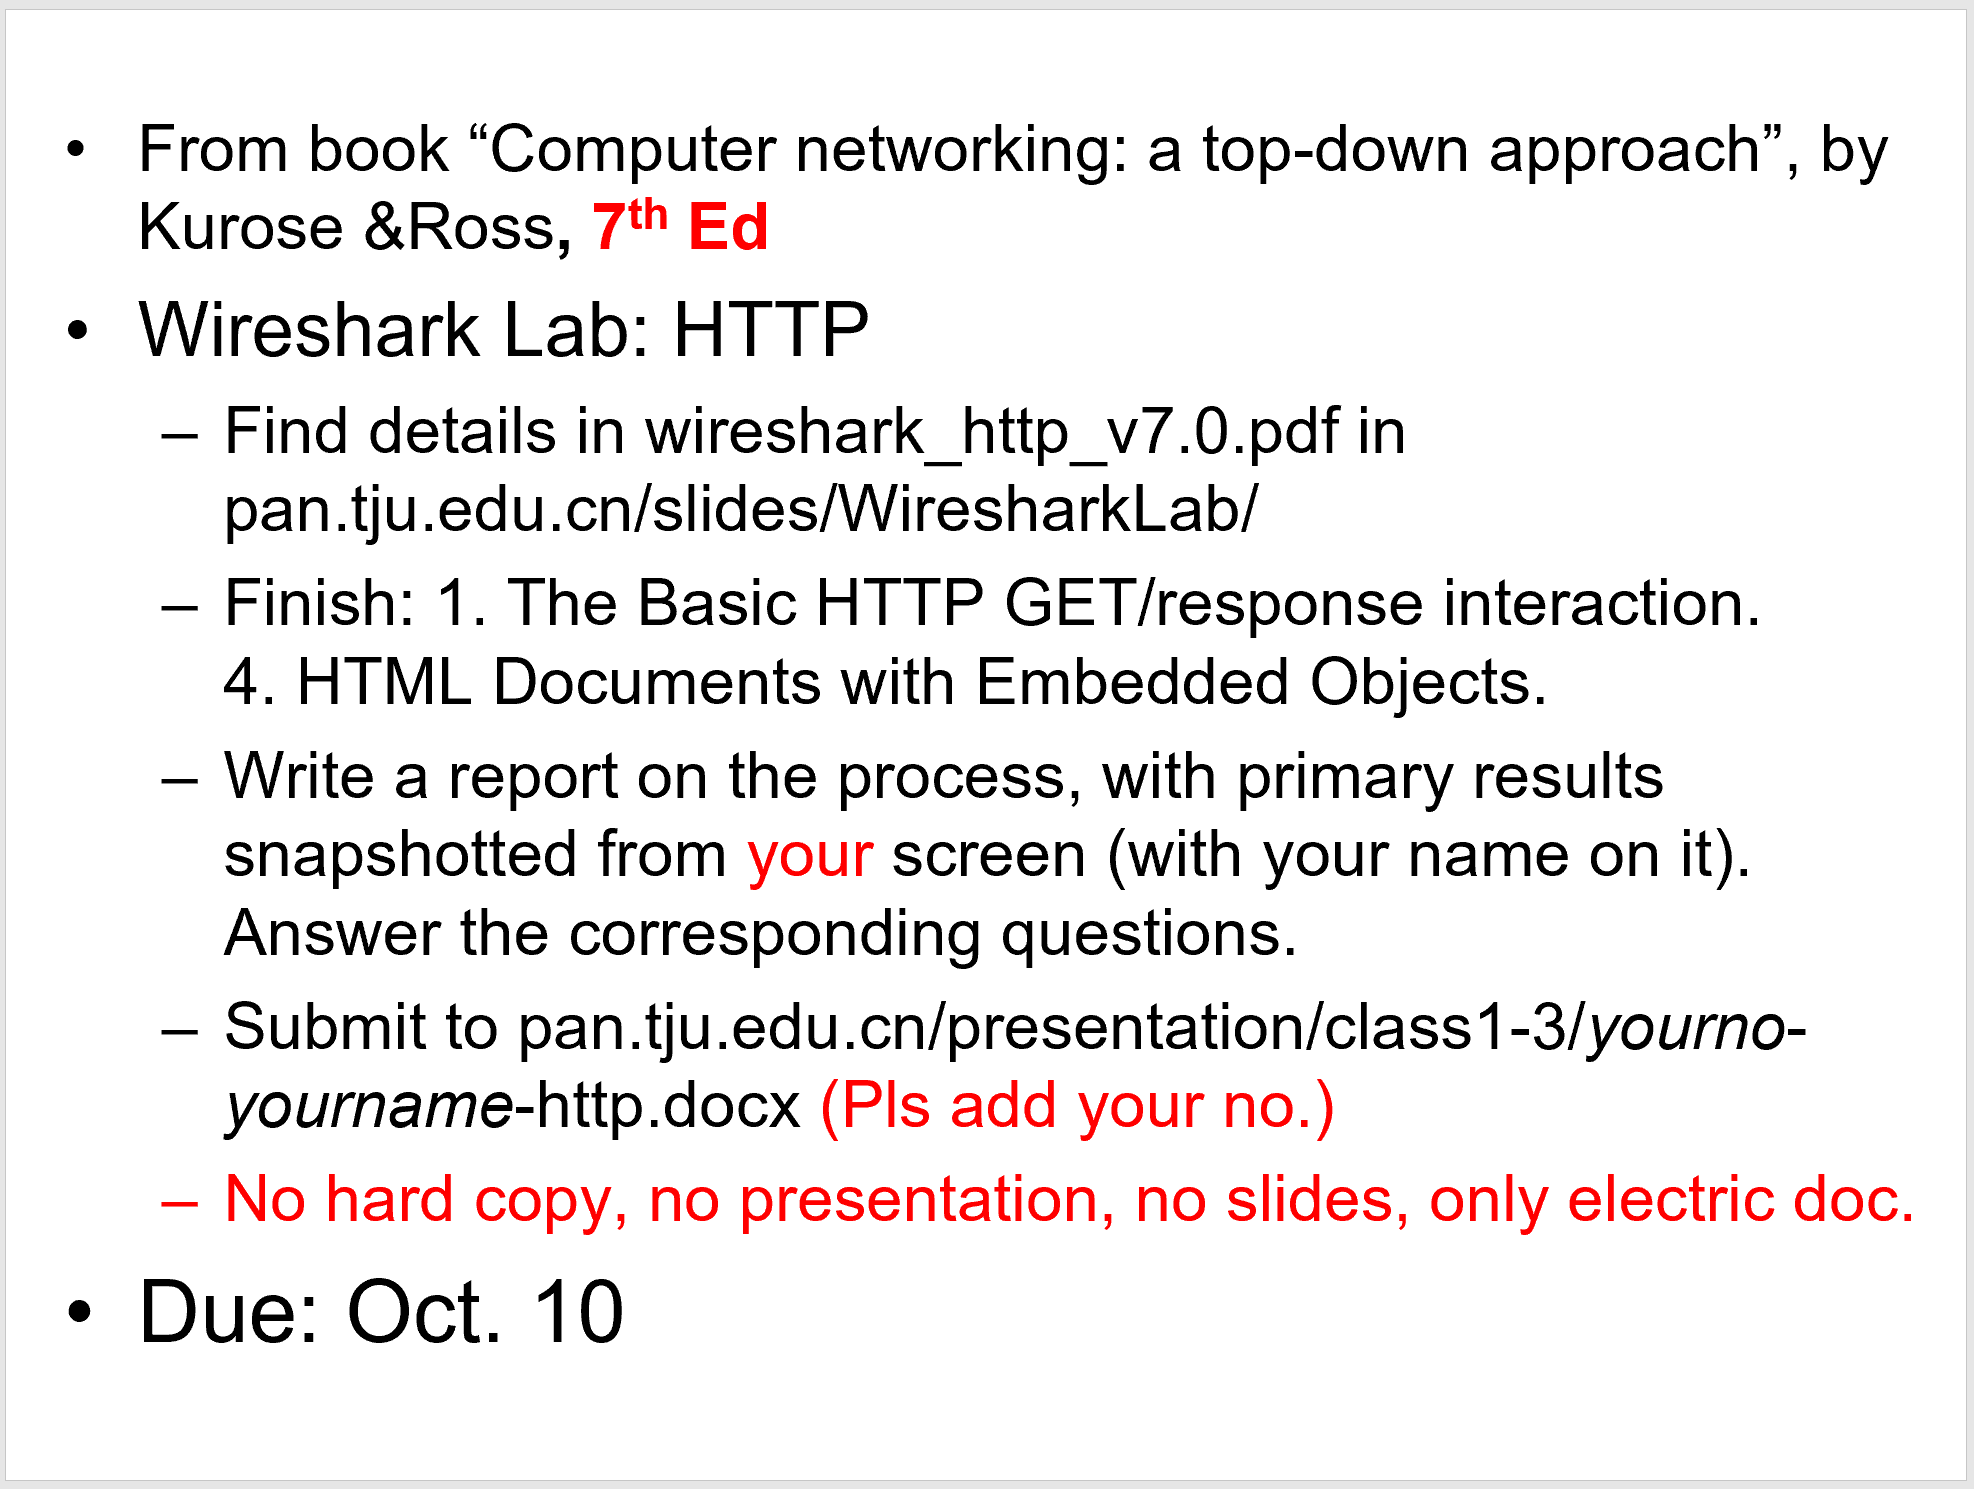 • From book “Computer networking: a top-down approach”, by
Kurose &Ross, 7th Ed
• Wireshark Lab: HTTP
– Find details in wireshark_http_v7.0.pdf in
pan.tju.edu.cn/slides/WiresharkLab/
– Finish: 1. The Basic HTTP GET/response interaction.
4. HTML Documents with Embedded Objects.
– Write a report on the process, with primary results
snapshotted from your screen (with your name on it).
Answer the corresponding questions.
– Submit to pan.tju.edu.cn/presentation/class1-3/yourno-
yourname-http.docx (Pls add your no.)
– No hard copy, no presentation, no slides, only electric doc.
• Due: Oct. 10